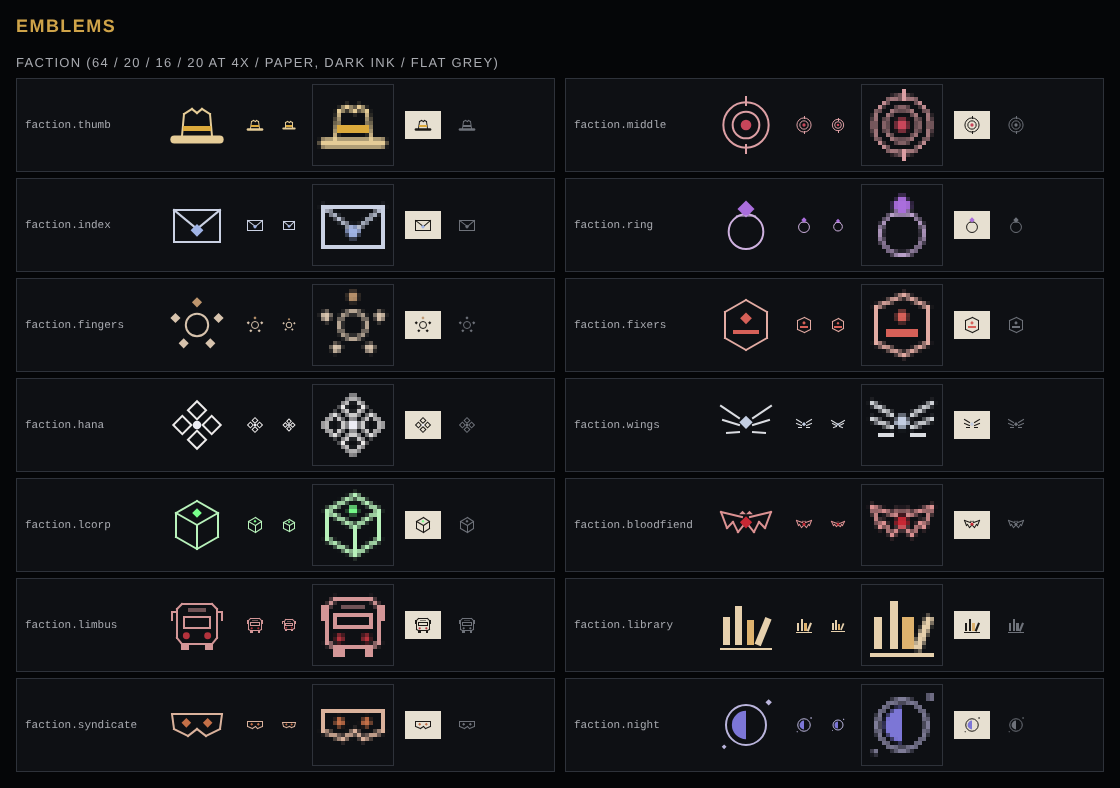 EMBLEMS
FACTION (64 / 20 / 16 / 20 AT 4X / PAPER, DARK INK / FLAT GREY)
faction.thumb
faction.middle
faction.index
faction.ring
faction.fingers
faction.fixers
faction.hana
faction.wings
faction.lcorp
faction.bloodfiend
faction.limbus
faction.library
faction.syndicate
faction.night